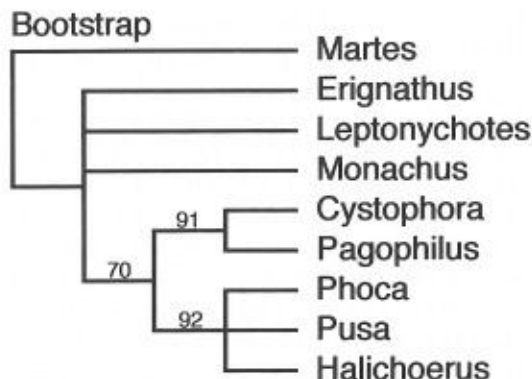 Bootstrap
Martes
Erignathus
Leptonychotes
Monachus
91 Cystophora
Pagophilus
70
Phoca
92 Pusa
Halichoerus